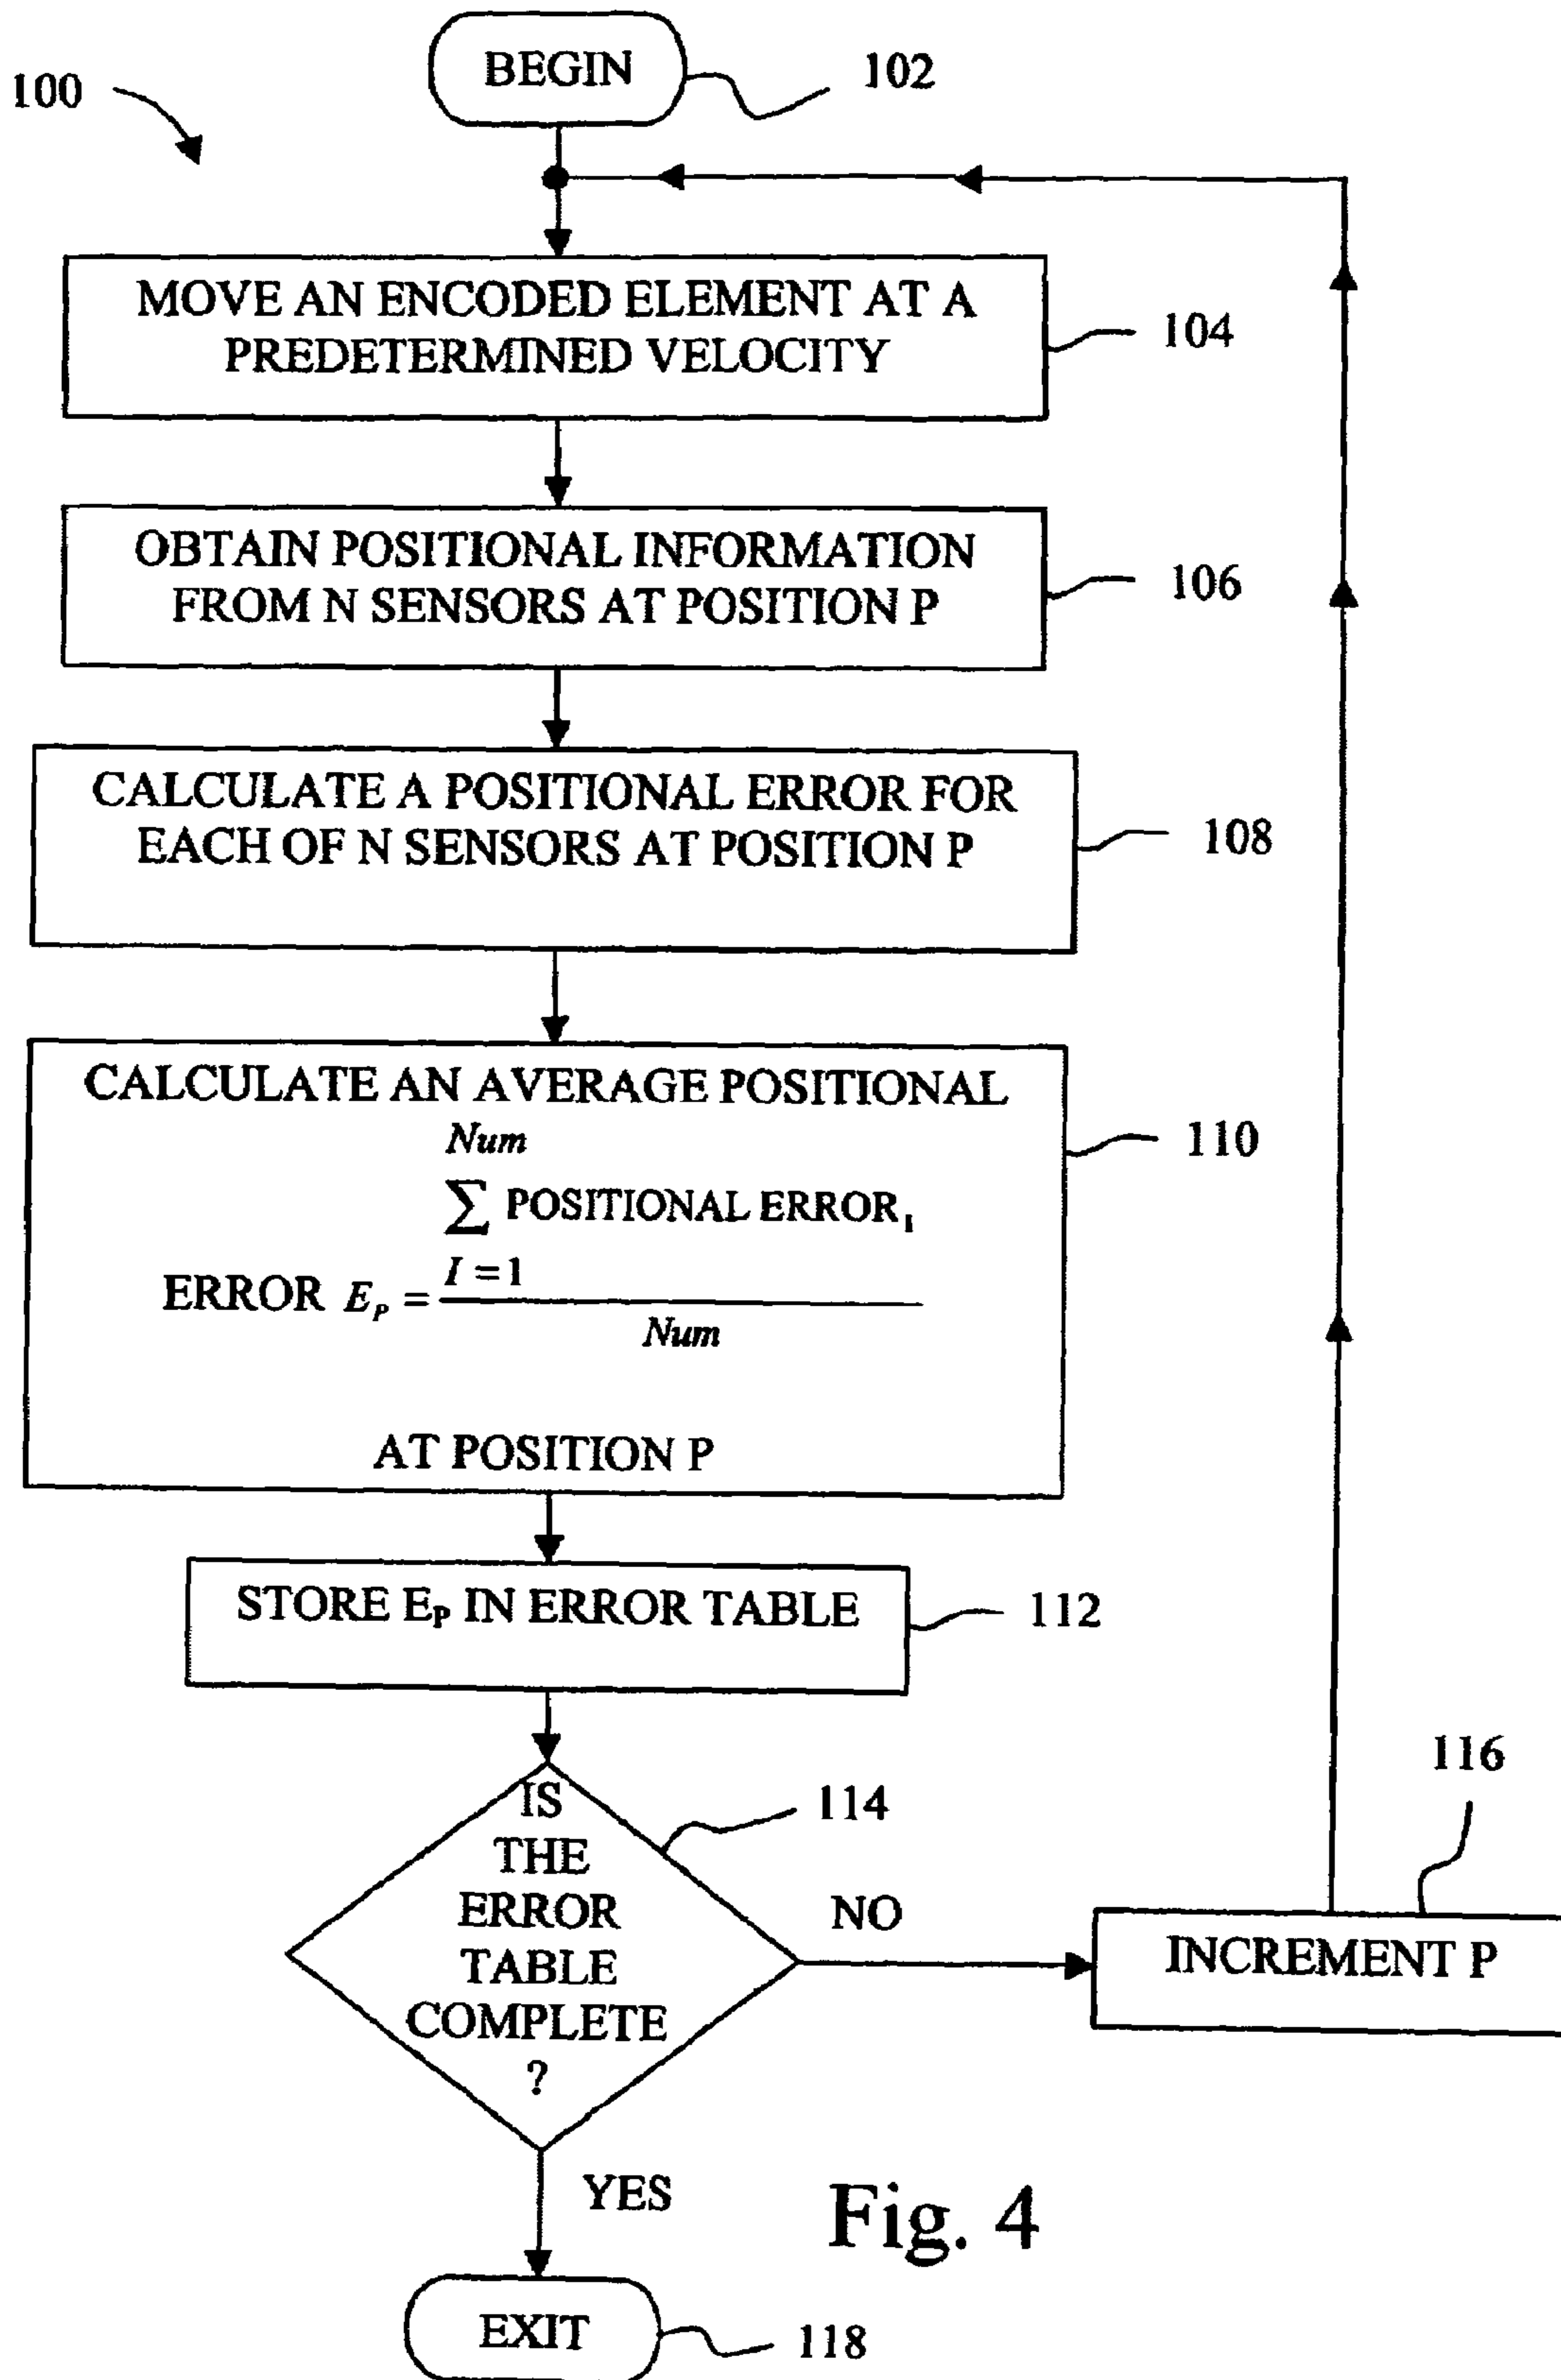 100
BEGIN
102
MOVE AN ENCODED ELEMENT AT A
PREDETERMINED VELOCITY
104
OBTAIN POSITIONAL INFORMATION
FROM N SENSORS AT POSITION P
106
CALCULATE A POSITIONAL ERROR FOR
EACH OF N SENSORS AT POSITION P
108
CALCULATE AN AVERAGE POSITIONAL
110
Num
∑ POSITIONAL ERROR_I
I = 1
ERROR E_P =
Num
AT POSITION P
STORE E_P IN ERROR TABLE
112
IS
THE
ERROR
TABLE
COMPLETE
?
114
NO
116
INCREMENT P
YES
Fig. 4
EXIT
118